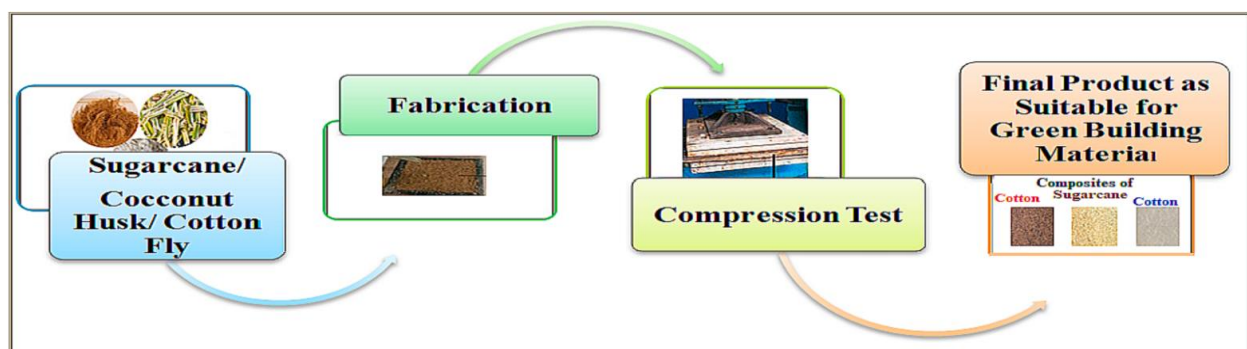 Sugarcane/
Cocconut
Husk/ Cotton
Fly
Fabrication
Compression Test
Final Product as
Suitable for
Green Building
Material
Composites of
Sugarcane
Cotton
Cotton